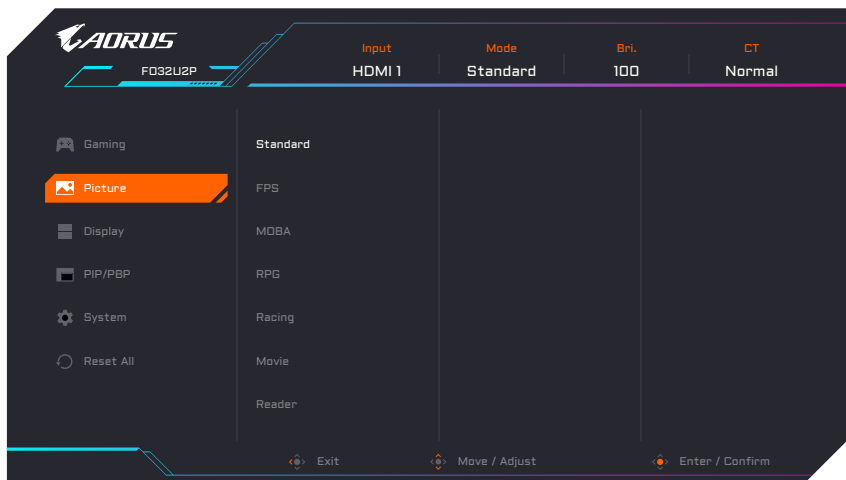 AORUS
FO32U2P
Input Mode Bri. CT
HDMI 1 Standard 100 Normal
Gaming Standard
Picture FPS
Display MOBA
PIP/PBP RPG
System Racing
Reset All Movie
Reader
Exit Move / Adjust Enter / Confirm